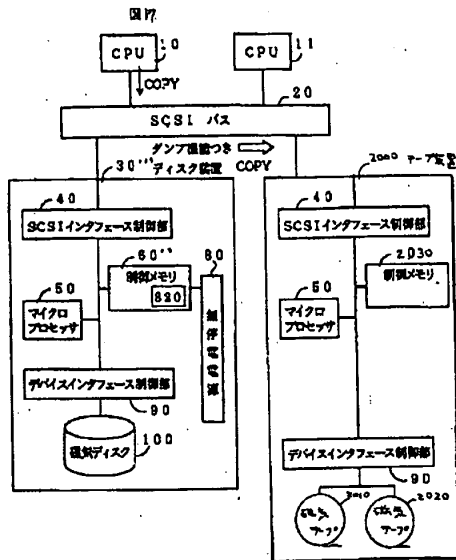 図17
10
CPU
11
CPU
COPY
20
SCSI バス
ダンプ機能つき
COPY
30''' ディスク装置
2000 テープ装置
40
SCSIインタフェース制御部
40
SCSIインタフェース制御部
60''
制御メモリ
820
80
2030
制御メモリ
50
マイクロ
プロセッサ
50
マイクロ
プロセッサ
デバイスインタフェース制御部
90
デバイスインタフェース制御部
90
100
磁気ディスク
磁気
テープ
2020
磁気
テープ